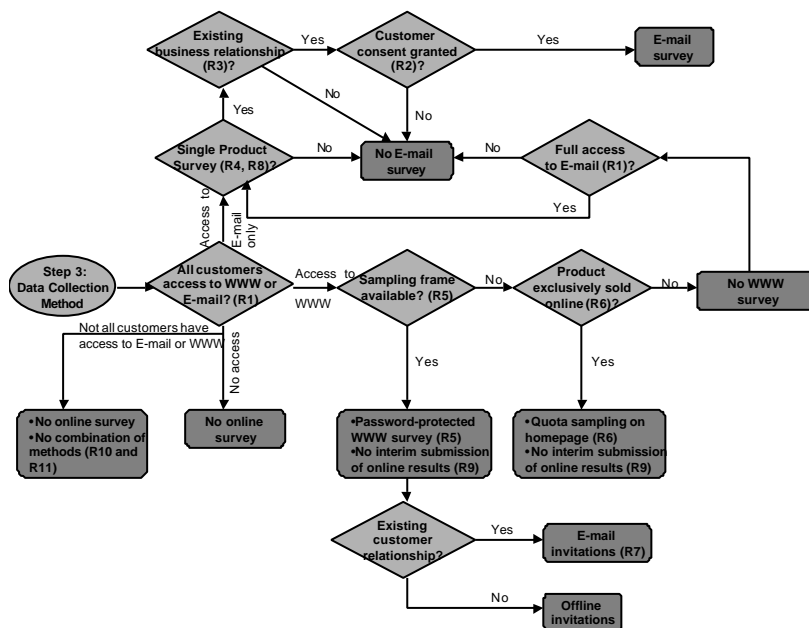 Existing
business relationship
(R3)?
Yes
Customer
consent granted
(R2)?
Yes
E-mail
survey
No
No
Yes
Single Product
Survey (R4, R8)?
No
No E-mail
survey
No
Full access
to E-mail (R1)?
Yes
Access to
E-mail
only
Step 3:
Data Collection
Method
All customers
access to WWW or
E-mail? (R1)
Access to
WWW
Sampling frame
available? (R5)
No
Product
exclusively sold
online (R6)?
No
No WWW
survey
Not all customers have
access to E-mail or WWW
No access
Yes
Yes
•No online survey
•No combination of
methods (R10 and
R11)
No online
survey
•Password-protected
WWW survey (R5)
•No interim submission
of online results (R9)
•Quota sampling on
homepage (R6)
•No interim submission
of online results (R9)
Existing
customer
relationship?
Yes
E-mail
invitations (R7)
No
Offline
invitations